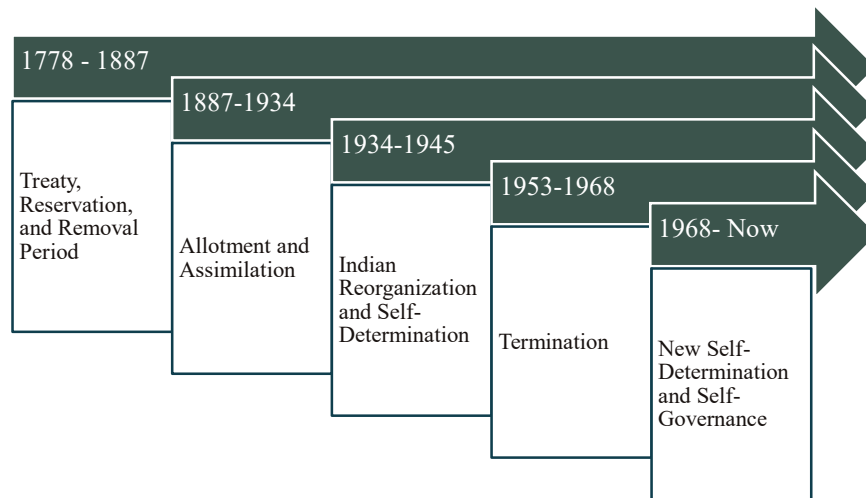 1778 - 1887
Treaty,
Reservation,
and Removal
Period
1887-1934
Allotment and
Assimilation
1934-1945
Indian
Reorganization
and Self-
Determination
1953-1968
Termination
1968- Now
New Self-
Determination
and Self-
Governance